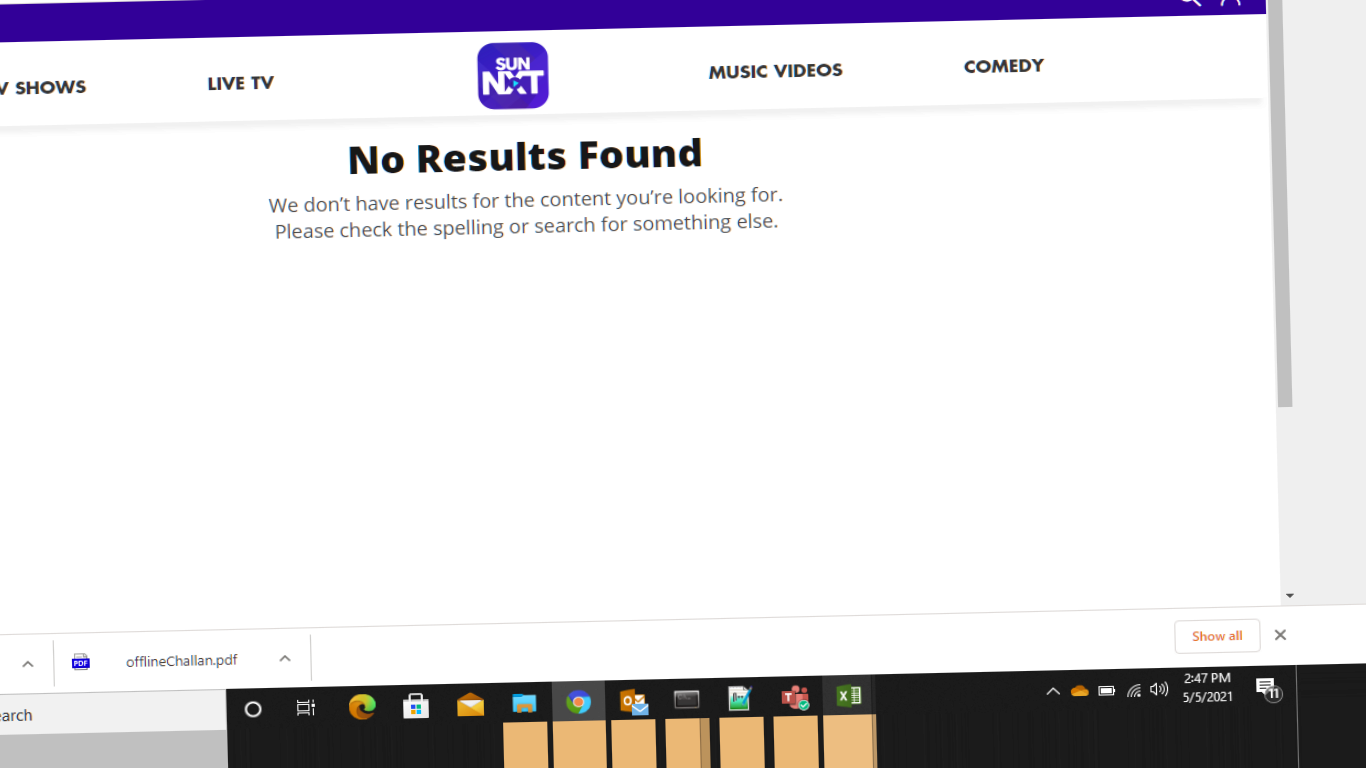 V SHOWS
LIVE TV
SUN
NXT
MUSIC VIDEOS
COMEDY
No Results Found
We don’t have results for the content you’re looking for.
Please check the spelling or search for something else.
PDF
offlineChallan.pdf
Show all
earch
2:47 PM
5/5/2021
11